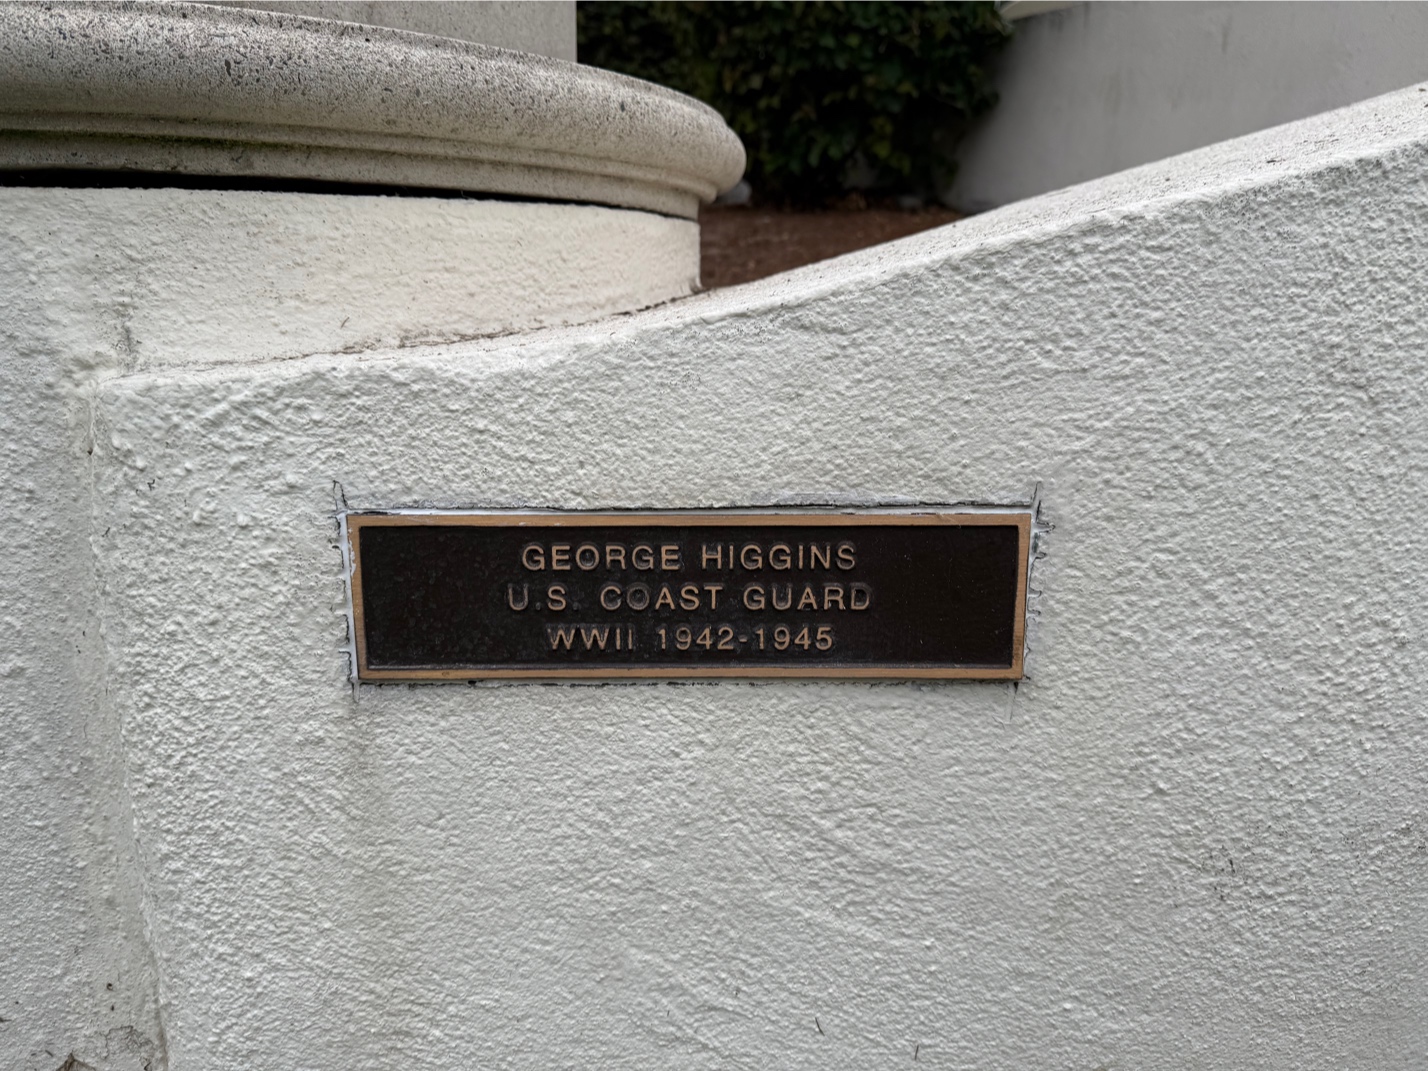 GEORGE HIGGINS
U.S. COAST GUARD
WWII 1942-1945